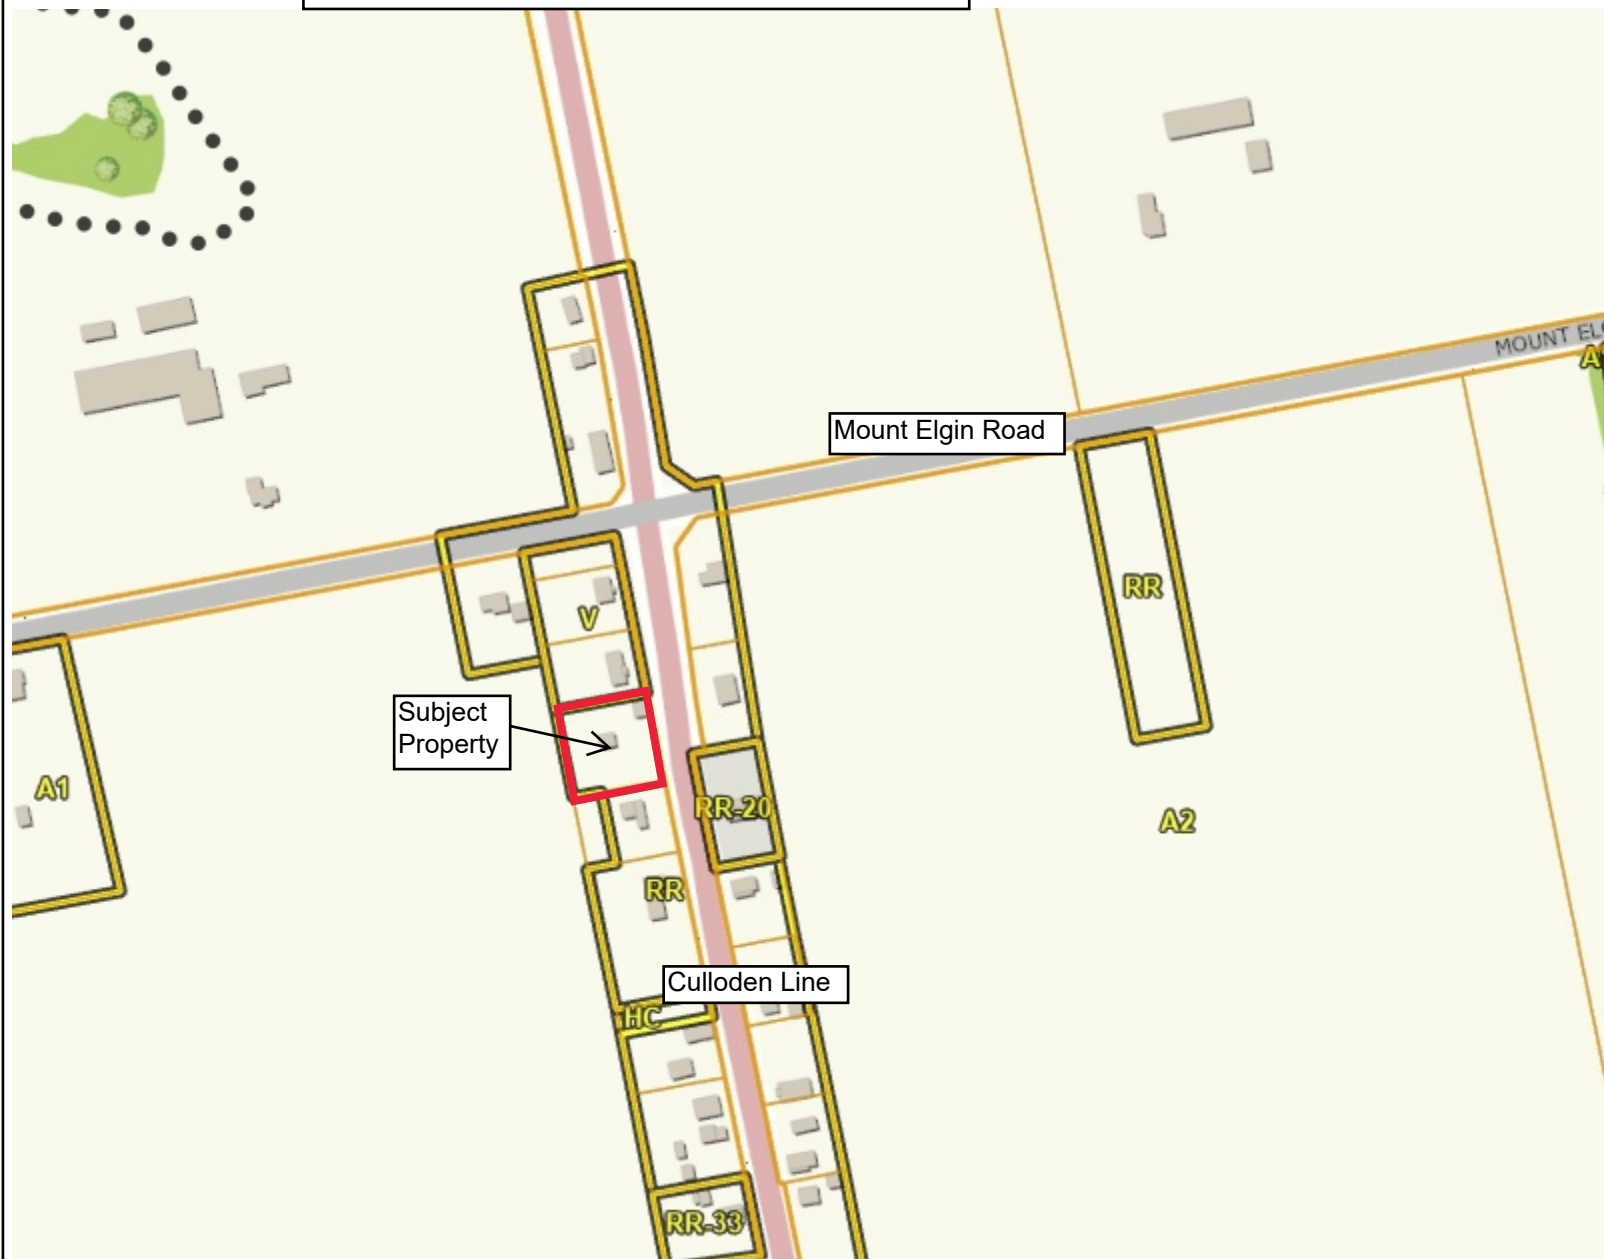 MOUNT EL
A
Mount Elgin Road
RR
V
Subject
Property
A1
RR-20
A2
RR
Culloden Line
HC
RR-33